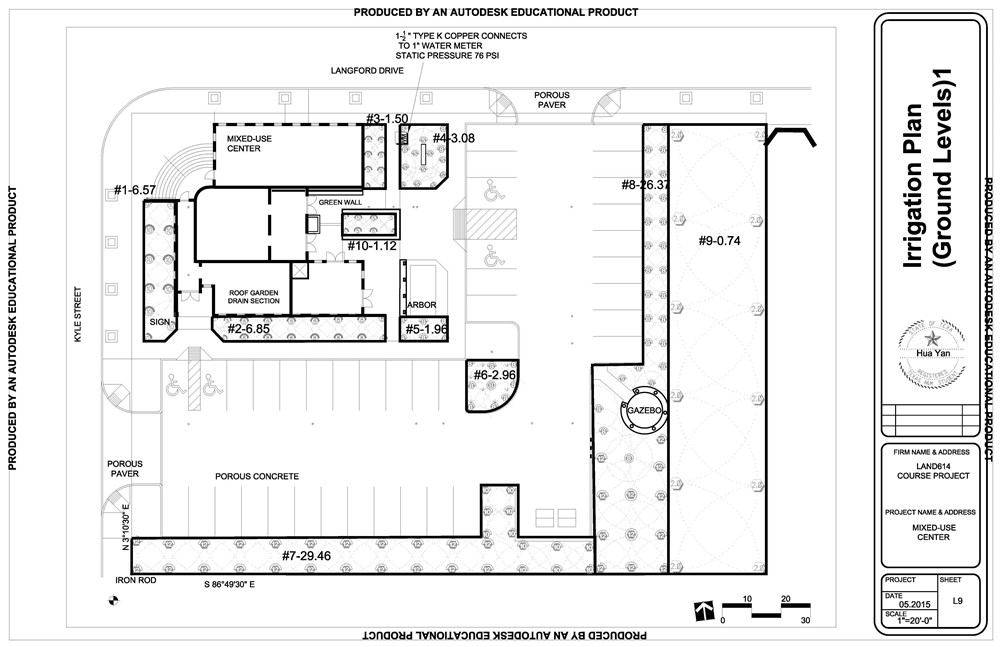 PRODUCED BY AN AUTODESK EDUCATIONAL PRODUCT
1-1/2" TYPE K COPPER CONNECTS
TO 1" WATER METER
STATIC PRESSURE 76 PSI
LANGFORD DRIVE
POROUS
PAVER
#3-1.50
MIXED-USE
CENTER
#4-3.08
#1-6.57
#8-26.37
GREEN WALL
#10-1.12
#9-0.74
ROOF GARDEN
DRAIN SECTION
ARBOR
SIGN
#2-6.85
#5-1.96
KYLE STREET
#6-2.96
GAZEBO
POROUS
PAVER
POROUS CONCRETE
N 3°10'30" E
#7-29.46
IRON ROD
S 86°49'30" E
10
20
0
30
PRODUCED BY AN AUTODESK EDUCATIONAL PRODUCT
PRODUCED BY AN AUTODESK EDUCATIONAL PRODUCT
PRODUCED BY AN AUTODESK EDUCATIONAL PRODUCT
Irrigation Plan
(Ground Levels)1
Hua Yan
FIRM NAME & ADDRESS
LAND614
COURSE PROJECT
PROJECT NAME & ADDRESS
MIXED-USE
CENTER
PROJECT
SHEET
L9
DATE
05.2015
SCALE
1"=20'-0"